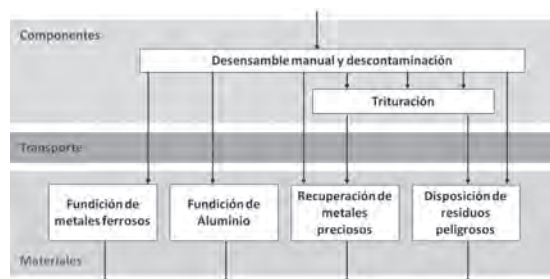 Componentes
Desensamble manual y descontaminación
Trituración
Transporte
Fundición de
metales ferrosos
Fundición de
Aluminio
Recuperación de
metales
preciosos
Disposición de
residuos
peligrosos
Materiales